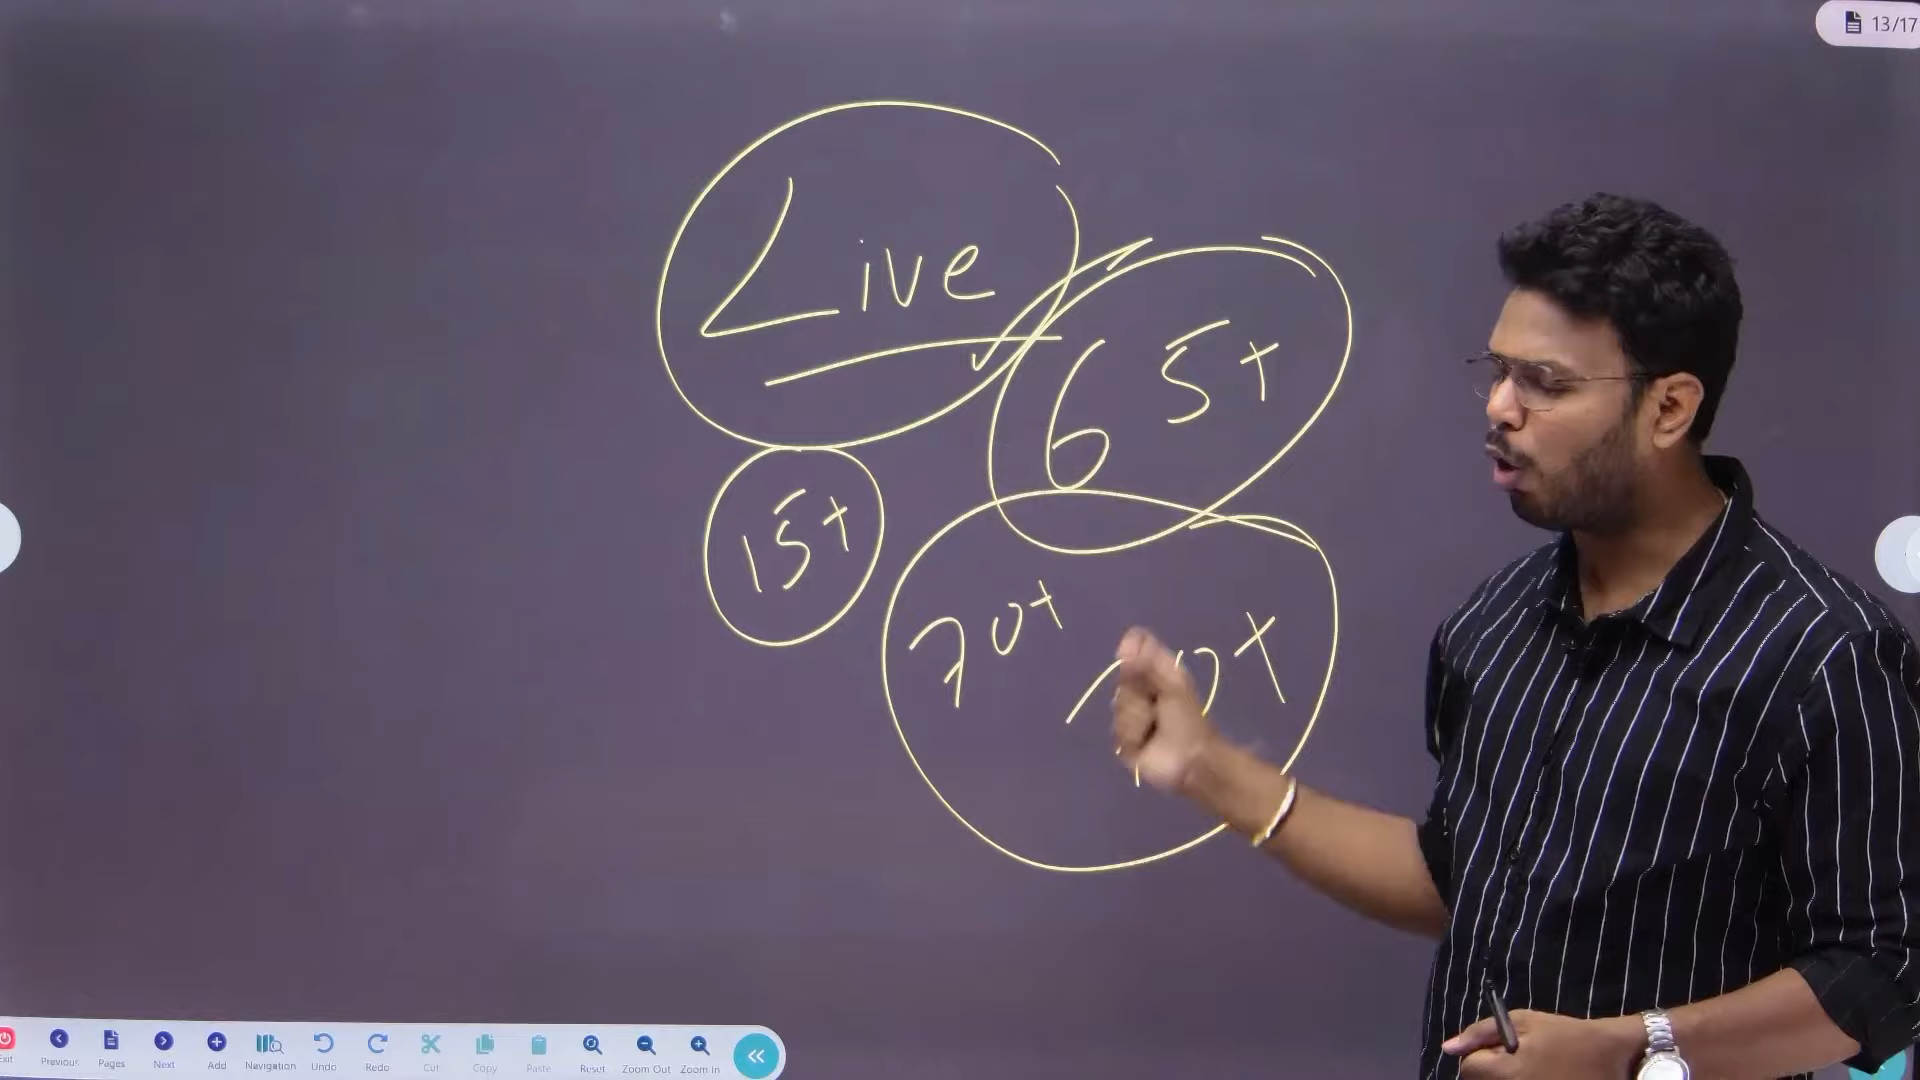 13/17
Live
65+
15+
70+
Exit
Previous
Pages
Next
Add
Navigation
Undo
Redo
Cut
Copy
Paste
Reset
Zoom Out
Zoom In